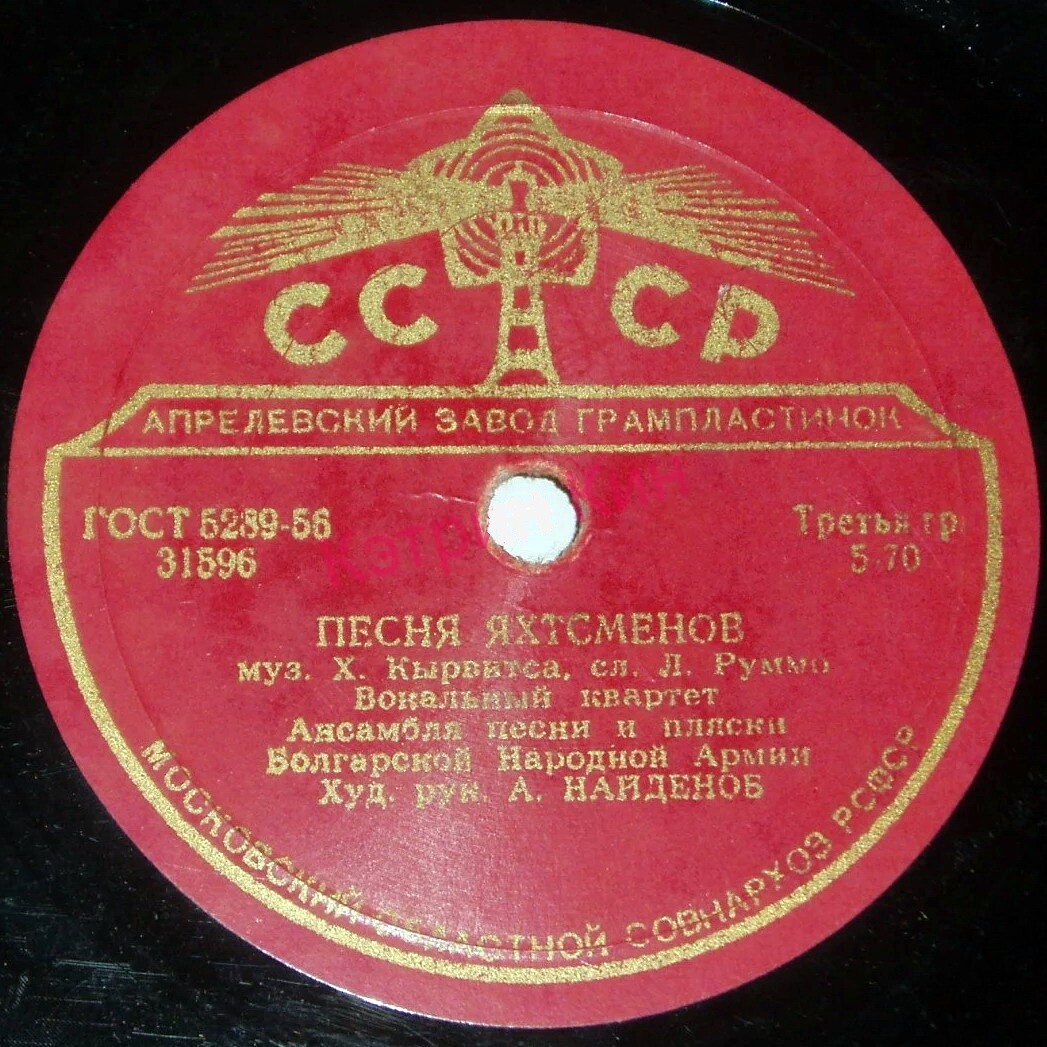 СССР
АПРЕЛЕВСКИЙ ЗАВОД ГРАМПЛАСТИНОК
ГОСТ 5289-56
31596
Третья гр.
5-70
ПЕСНЯ ЯХТСМЕНОВ
муз. Х. Кырвитса, сл. Л. Руммо
Вокальный квартет
Ансамбля песни и пляски
Болгарской Народной Армии
Худ. рук. А. НАЙДЕНОВ
МОСКОВСКИЙ ОБЛАСТНОЙ СОВНАРХОЗ РСФСР